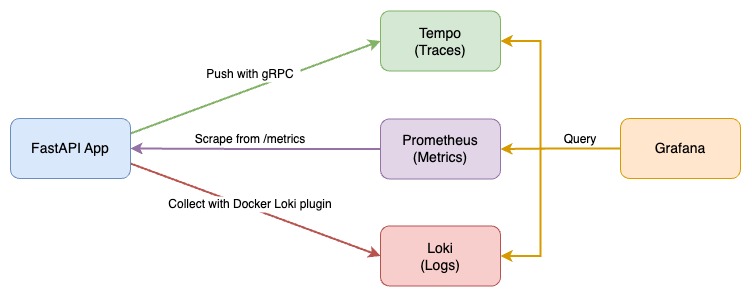 Tempo
(Traces)
Push with gRPC
FastAPI App
Scrape from /metrics
Prometheus
(Metrics)
Query
Grafana
Collect with Docker Loki plugin
Loki
(Logs)